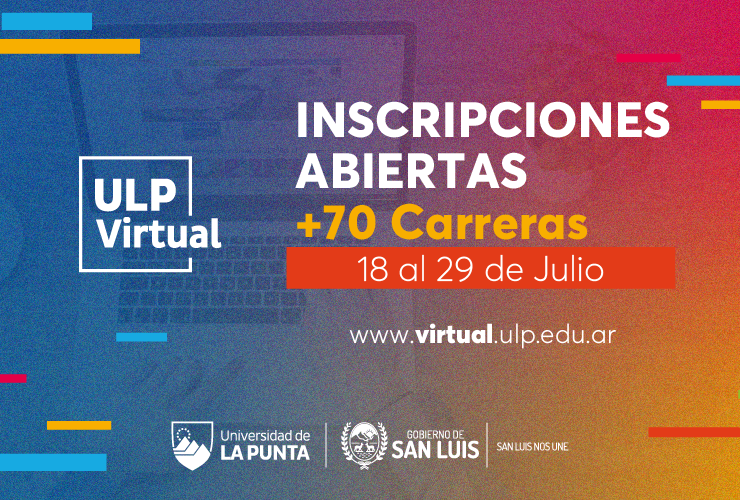 INSCRIPCIONES
ABIERTAS
+70 Carreras
18 al 29 de Julio
www.virtual.ulp.edu.ar
ULP
Virtual
Universidad de
LA PUNTA
GOBIERNO DE
SAN LUIS
SAN LUIS NOS UNE.